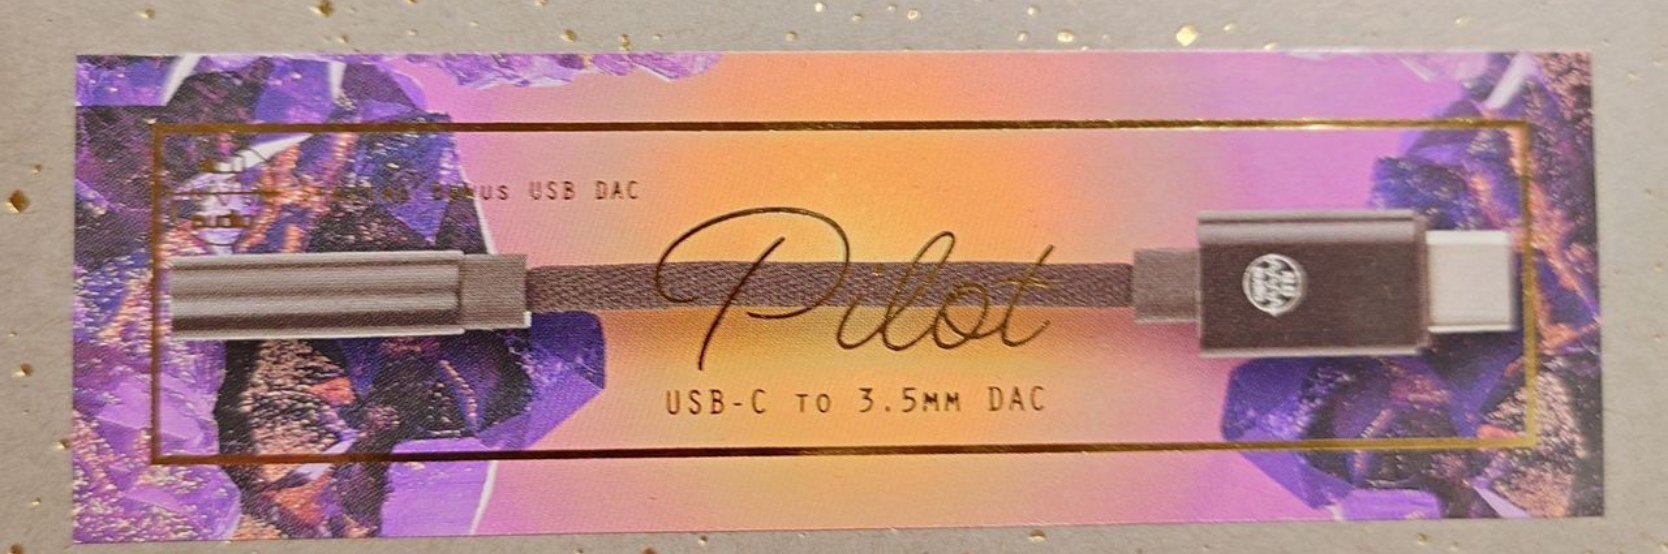 USB DAC
Pilot
USB-C TO 3.5MM DAC